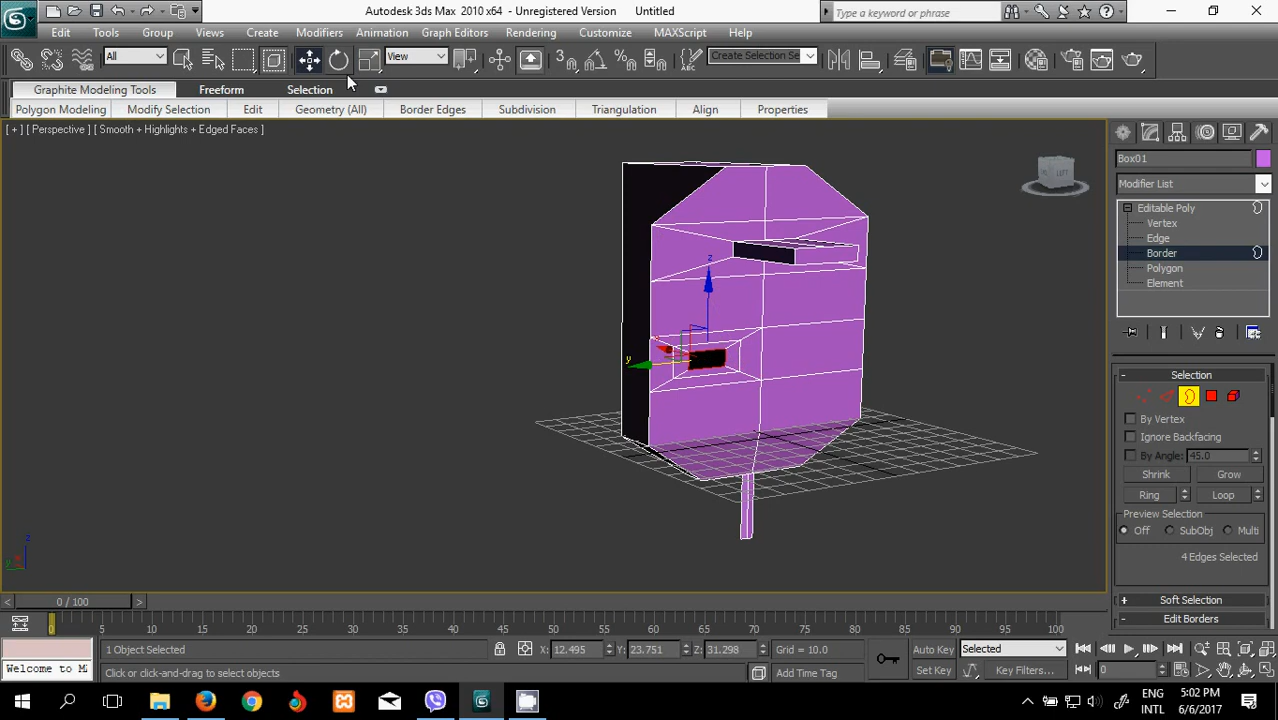 Autodesk 3ds Max 2010 x64 - Unregistered Version Untitled
Type a keyword or phrase
Edit Tools Group Views Create Modifiers Animation Graph Editors Rendering Customize MAXScript Help
All View Create Selection Se
Graphite Modeling Tools Freeform Selection
Polygon Modeling Modify Selection Edit Geometry (All) Border Edges Subdivision Triangulation Align Properties
[ + ] [ Perspective ] [ Smooth + Highlights + Edged Faces ]
LEFT
Box01
Modifier List
Editable Poly
Vertex
Edge
Border
Polygon
Element
z
y
- Selection
By Vertex
Ignore Backfacing
By Angle: 45.0
Shrink Grow
Ring Loop
Preview Selection
Off SubObj Multi
4 Edges Selected
+ Soft Selection
- Edit Borders
z
y
< 0 / 100 >
0 5 10 15 20 25 30 35 40 45 50 55 60 65 70 75 80 85 90 95 100
1 Object Selected X: 12.495 Y: 23.751 Z: 31.298 Grid = 10.0 Auto Key Selected
Welcome to M Click or click-and-drag to select objects Add Time Tag Set Key Key Filters... 0
ENG 5:02 PM
INTL 6/6/2017